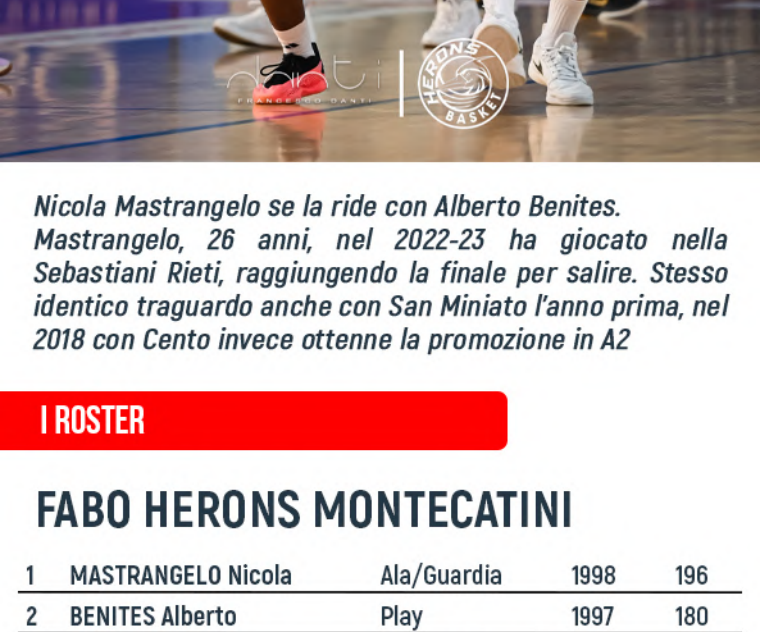 danti
FRANCESCO DANTI
HERONS
BASKET
Nicola Mastrangelo se la ride con Alberto Benites.
Mastrangelo, 26 anni, nel 2022-23 ha giocato nella
Sebastiani Rieti, raggiungendo la finale per salire. Stesso
identico traguardo anche con San Miniato l'anno prima, nel
2018 con Cento invece ottenne la promozione in A2
I ROSTER
FABO HERONS MONTECATINI
1 MASTRANGELO Nicola Ala/Guardia 1998 196
2 BENITES Alberto Play 1997 180